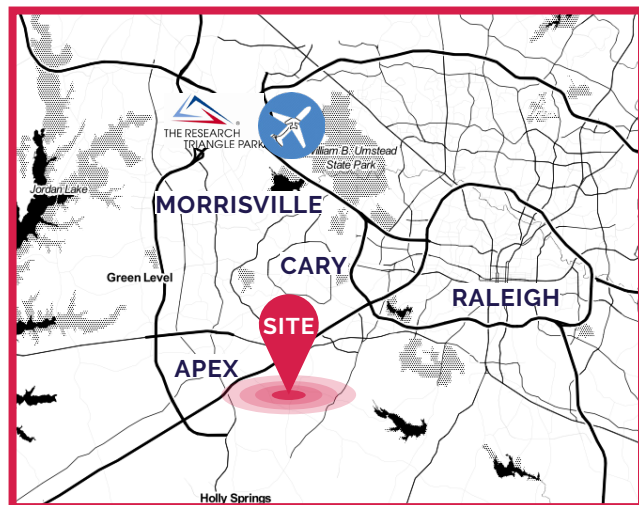 THE RESEARCH
TRIANGLE PARK
®
William B. Umstead
State Park
Jordan Lake
MORRISVILLE
Green Level
CARY
RALEIGH
SITE
APEX
Holly Springs